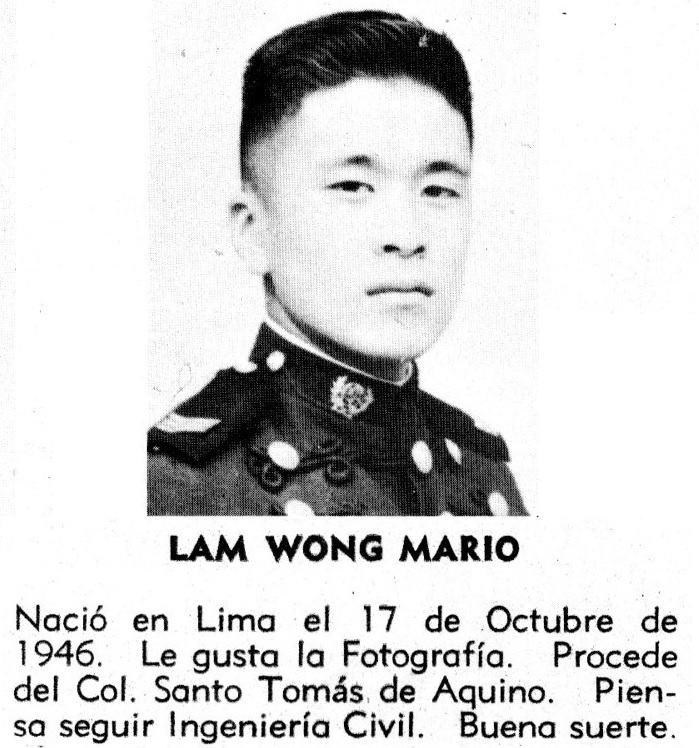 LAM WONG MARIO
Nació en Lima el 17 de Octubre de
1946. Le gusta la Fotografía. Procede
del Col. Santo Tomás de Aquino. Pien-
sa seguir Ingeniería Civil. Buena suerte.